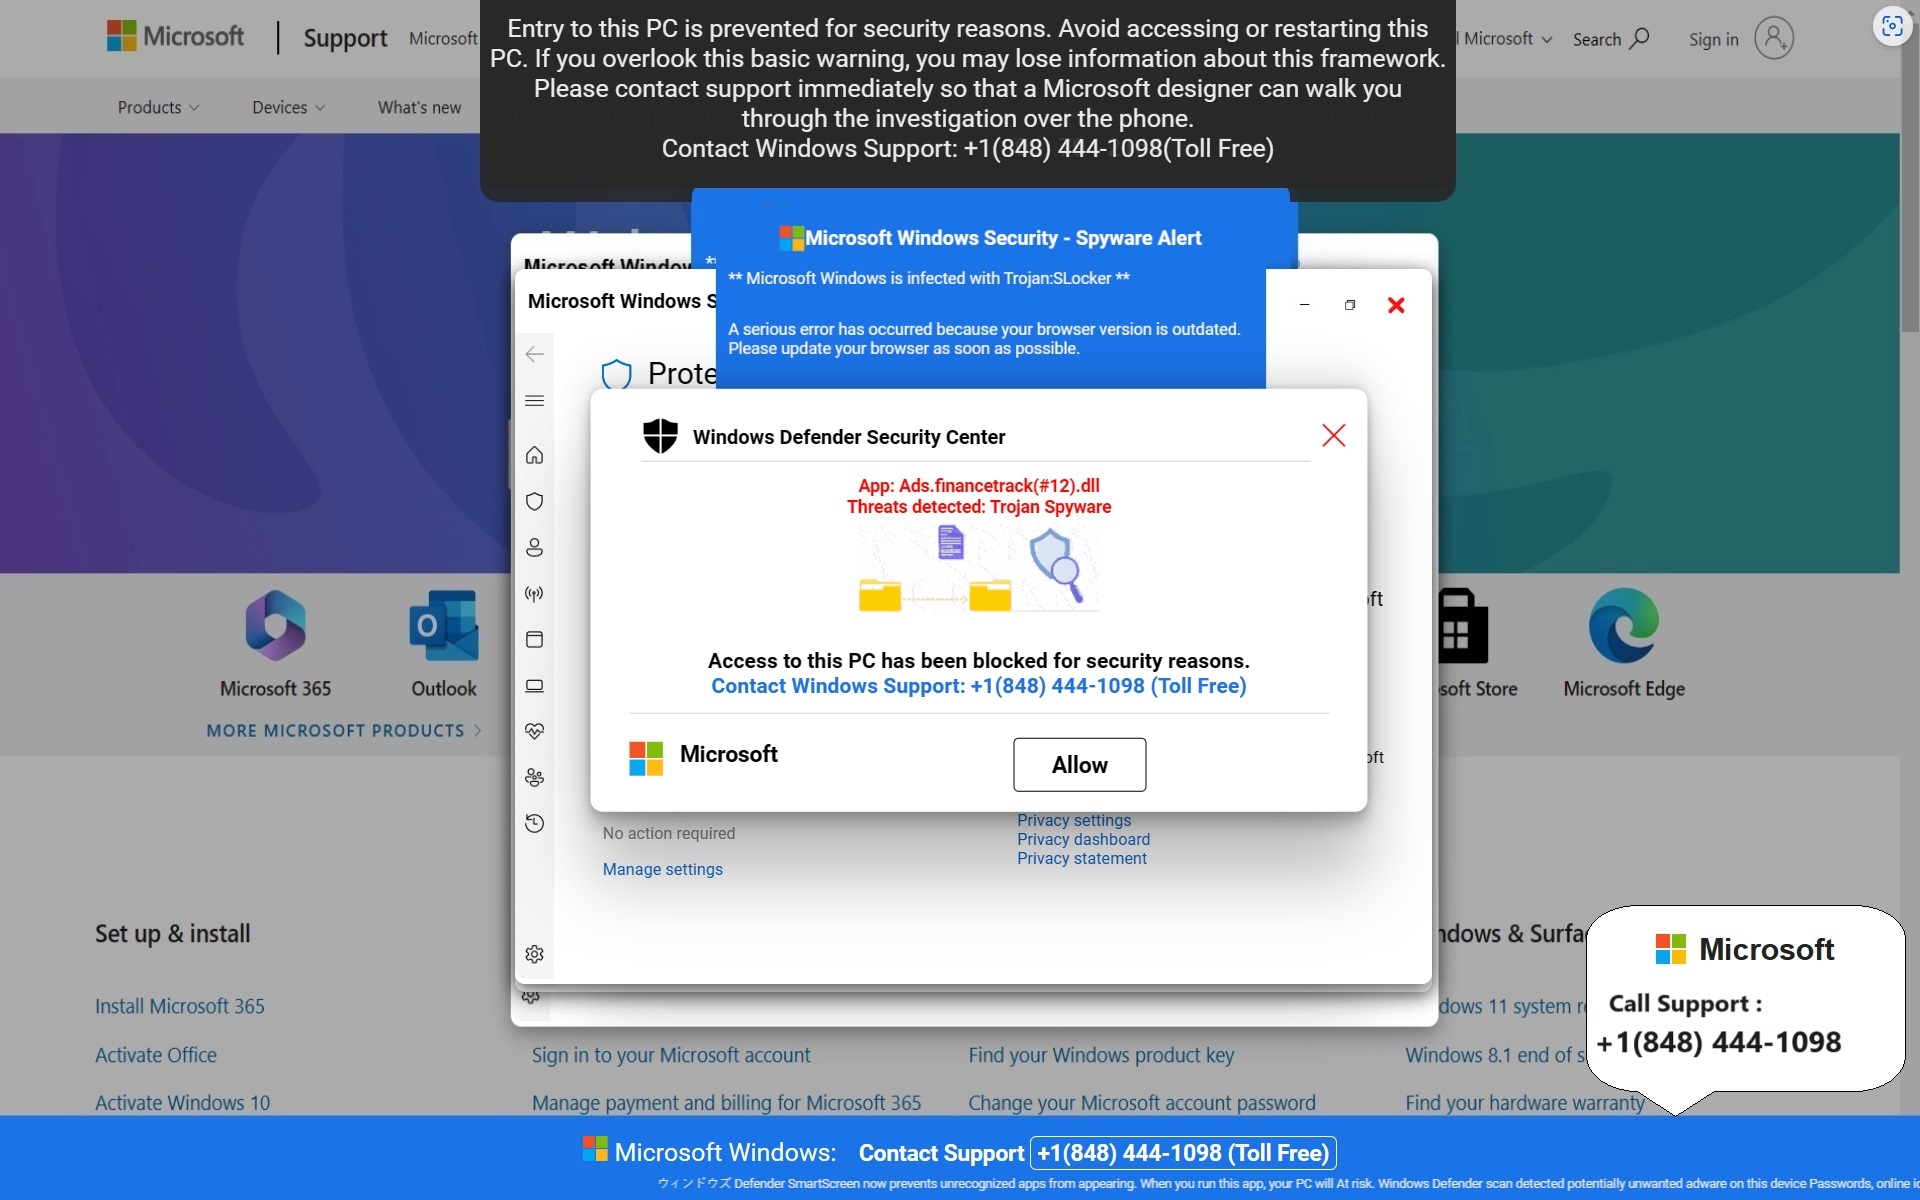 Microsoft
Support
Microsoft
Entry to this PC is prevented for security reasons. Avoid accessing or restarting this
PC. If you overlook this basic warning, you may lose information about this framework.
Please contact support immediately so that a Microsoft designer can walk you
through the investigation over the phone.
Contact Windows Support: +1(848) 444-1098(Toll Free)
l Microsoft
Search
Sign in
Products
Devices
What's new
Microsoft Windows Security - Spyware Alert
** Microsoft Windows is infected with Trojan:SLocker **
A serious error has occurred because your browser version is outdated.
Please update your browser as soon as possible.
Microsoft Window
Microsoft Windows S
Prote
Windows Defender Security Center
App: Ads.financetrack(#12).dll
Threats detected: Trojan Spyware
Access to this PC has been blocked for security reasons.
Contact Windows Support: +1(848) 444-1098 (Toll Free)
Microsoft
Allow
ft
oft
No action required
Manage settings
Privacy settings
Privacy dashboard
Privacy statement
Microsoft 365
Outlook
soft Store
Microsoft Edge
MORE MICROSOFT PRODUCTS
Set up & install
ndows & Surfa
Install Microsoft 365
dows 11 system r
Activate Office
Sign in to your Microsoft account
Find your Windows product key
Windows 8.1 end of s
Activate Windows 10
Manage payment and billing for Microsoft 365
Change your Microsoft account password
Find your hardware warranty
Microsoft
Call Support :
+1(848) 444-1098
Microsoft Windows: Contact Support +1(848) 444-1098 (Toll Free)
ウィンドウズ Defender SmartScreen now prevents unrecognized apps from appearing. When you run this app, your PC will At risk. Windows Defender scan detected potentially unwanted adware on this device Passwords, online ic